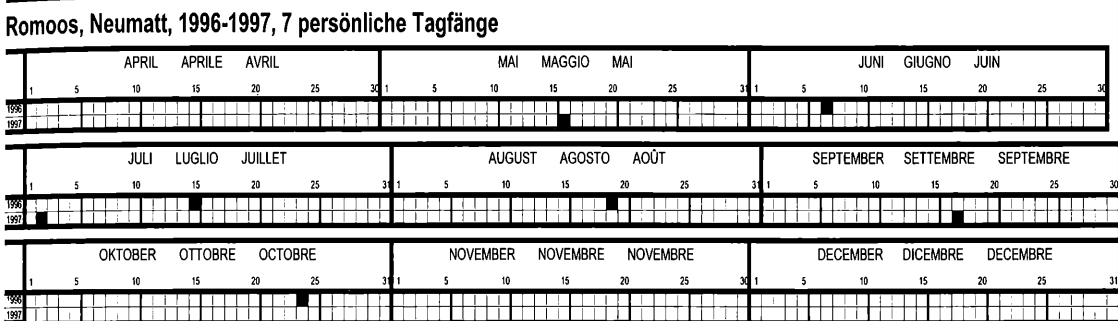 Romoos, Neumatt, 1996-1997, 7 persönliche Tagfänge
APRIL APRILE AVRIL MAI MAGGIO MAI JUNI GIUGNO JUIN
1 5 10 15 20 25 30 1 5 10 15 20 25 31 1 5 10 15 20 25 30
1996
1997
JULI LUGLIO JUILLET AUGUST AGOSTO AOÛT SEPTEMBER SETTEMBRE SEPTEMBRE
1 5 10 15 20 25 31 1 5 10 15 20 25 31 1 5 10 15 20 25 30
1996
1997
OKTOBER OTTOBRE OCTOBRE NOVEMBER NOVEMBRE NOVEMBRE DECEMBER DICEMBRE DECEMBRE
1 5 10 15 20 25 31 1 5 10 15 20 25 30 1 5 10 15 20 25 31
1996
1997